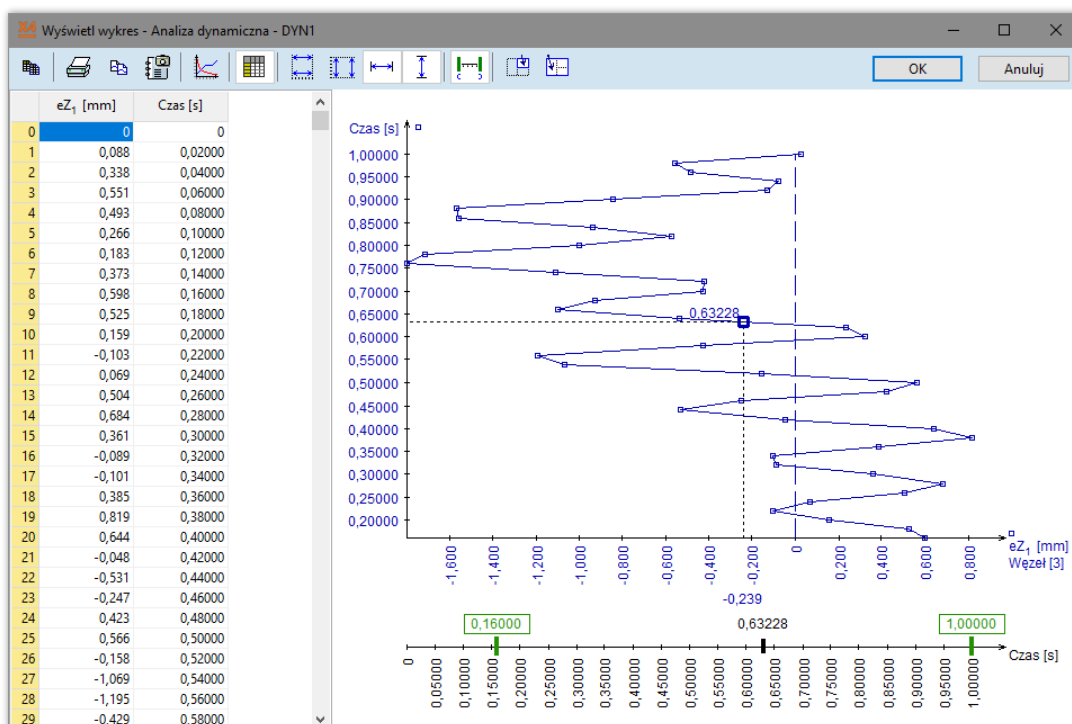 X6 Wyświetl wykres - Analiza dynamiczna - DYN1
OK Anuluj
eZ1 [mm] Czas [s]
0 0 0
1 0,088 0,02000
2 0,338 0,04000
3 0,551 0,06000
4 0,493 0,08000
5 0,266 0,10000
6 0,183 0,12000
7 0,373 0,14000
8 0,598 0,16000
9 0,525 0,18000
10 0,159 0,20000
11 -0,103 0,22000
12 0,069 0,24000
13 0,504 0,26000
14 0,684 0,28000
15 0,361 0,30000
16 -0,089 0,32000
17 -0,101 0,34000
18 0,385 0,36000
19 0,819 0,38000
20 0,644 0,40000
21 -0,048 0,42000
22 -0,531 0,44000
23 -0,247 0,46000
24 0,423 0,48000
25 0,566 0,50000
26 -0,158 0,52000
27 -1,069 0,54000
28 -1,195 0,56000
29 -0,429 0,58000
Czas [s]
1,00000
0,95000
0,90000
0,85000
0,80000
0,75000
0,70000
0,65000
0,60000
0,55000
0,50000
0,45000
0,40000
0,35000
0,30000
0,25000
0,20000
0,63228
-1,600 -1,400 -1,200 -1,000 -0,800 -0,600 -0,400 -0,200 0 0,200 0,400 0,600 0,800
eZ1 [mm]
Węzeł [3]
-0,239
0,16000 0,63228 1,00000
Czas [s]
0 0,05000 0,10000 0,15000 0,20000 0,25000 0,30000 0,35000 0,40000 0,45000 0,50000 0,55000 0,60000 0,65000 0,70000 0,75000 0,80000 0,85000 0,90000 0,95000 1,00000